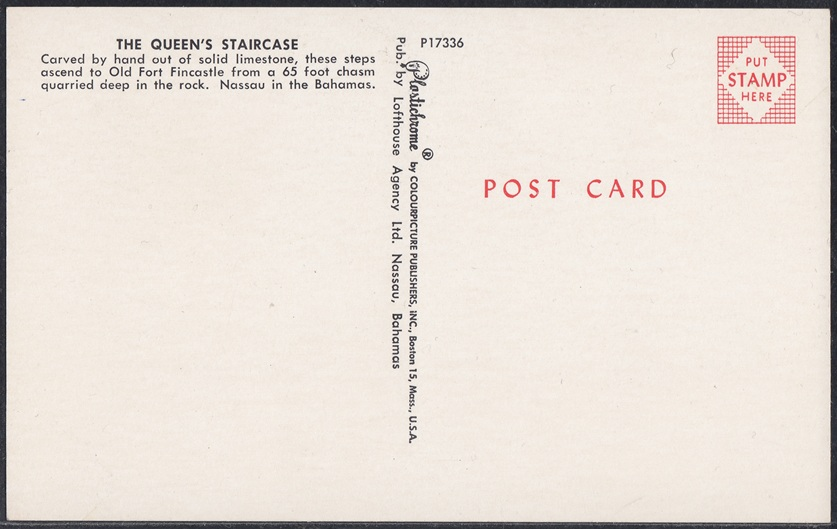 THE QUEEN'S STAIRCASE
Carved by hand out of solid limestone, these steps
ascend to Old Fort Fincastle from a 65 foot chasm
quarried deep in the rock. Nassau in the Bahamas.
P17336
Plastichrome® by COLOURPICTURE PUBLISHERS, INC., Boston 15, Mass., U.S.A.
Pub. by Lofthouse Agency Ltd. Nassau, Bahamas
PUT
STAMP
HERE
POST CARD